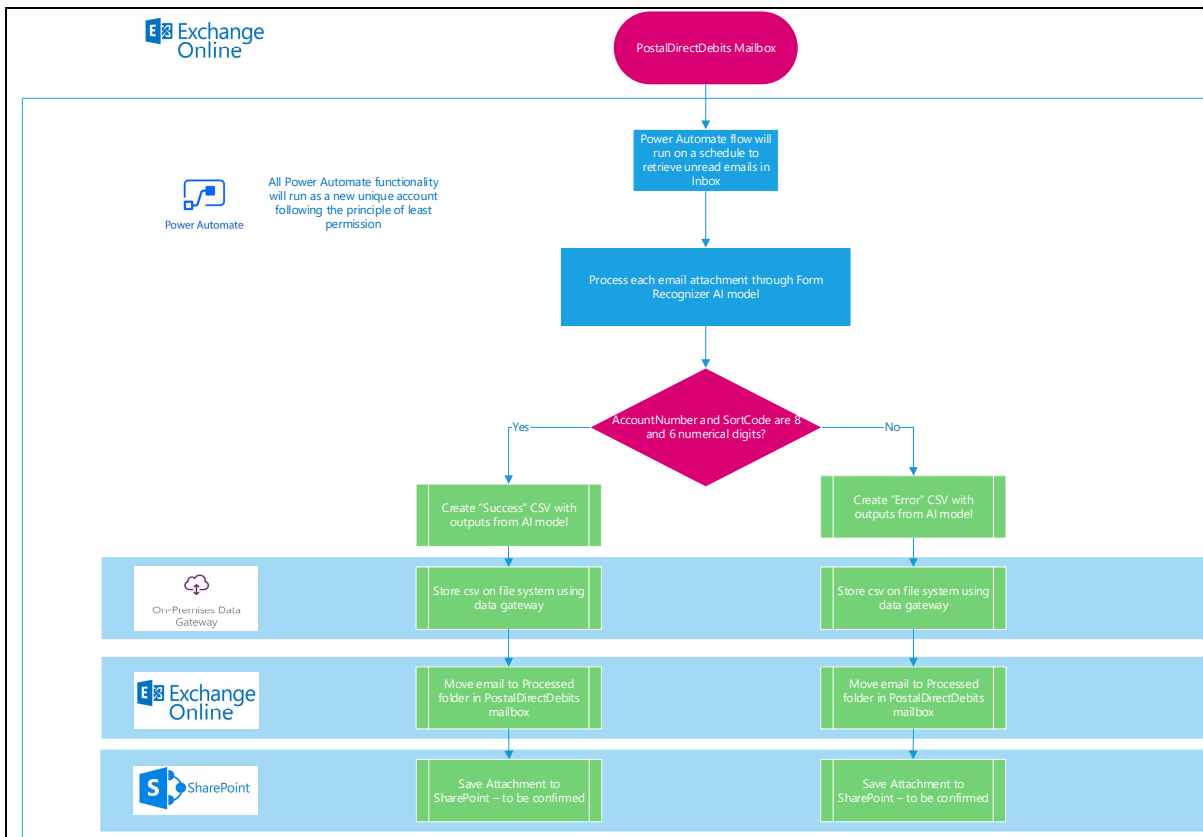 Exchange
Online
PostalDirectDebits Mailbox
Power Automate flow will
run on a schedule to
retrieve unread emails in
Inbox
Power Automate
All Power Automate functionality
will run as a new unique account
following the principle of least
permission
Process each email attachment through Form
Recognizer AI model
AccountNumber and SortCode are 8
and 6 numerical digits?
Yes
No
Create “Success” CSV with
outputs from AI model
Create “Error” CSV with
outputs from AI model
On-Premises Data
Gateway
Store csv on file system using
data gateway
Store csv on file system using
data gateway
Exchange
Online
Move email to Processed
folder in PostalDirectDebits
mailbox
Move email to Processed
folder in PostalDirectDebits
mailbox
SharePoint
Save Attachment to
SharePoint – to be confirmed
Save Attachment to
SharePoint – to be confirmed